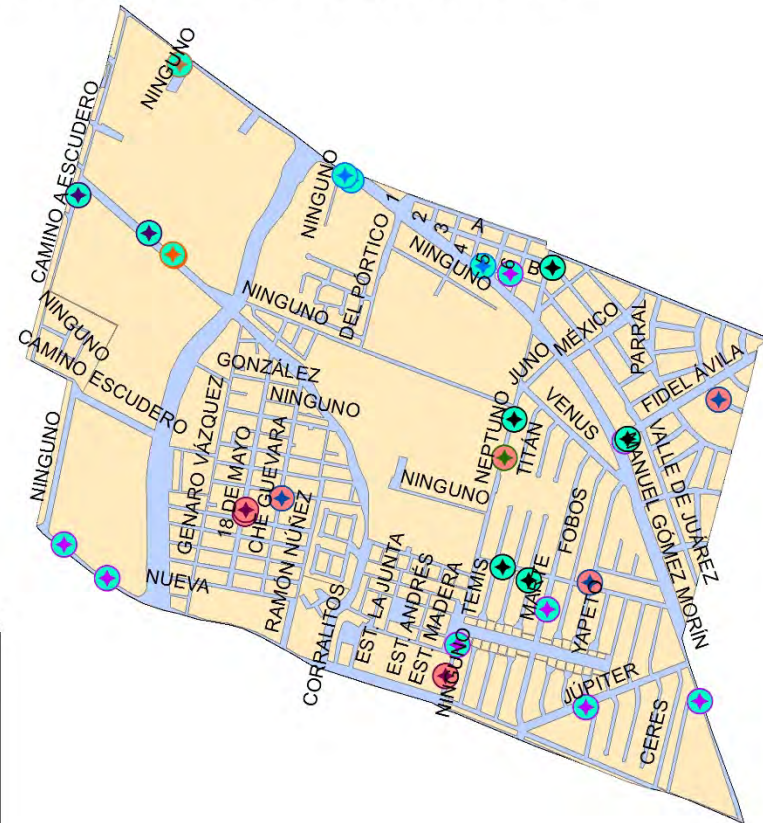 NINGUNO
CAMINO A ESCUDERO
NINGUNO
1
2
3
A
4
5
6
B
NINGUNO
DEL PÓRTICO
NINGUNO
NINGUNO
CAMINO ESCUDERO
GONZÁLEZ
NINGUNO
JUNO
MÉXICO
PARRAL
FIDEL ÁVILA
VENUS
NEPTUNO
TITÁN
NINGUNO
GENARO VÁZQUEZ
18 DE MAYO
CHÉ GUEVARA
RAMÓN NÚÑEZ
NINGUNO
VALLE DE JUÁREZ
MANUEL GÓMEZ MORÍN
FOBOS
NUEVA
CORRALITOS
EST. LA JUNTA
EST. ANDRÉS
EST. MADERA
TEMIS
MARTE
YAPETO
NINGUNO
JÚPITER
CERES